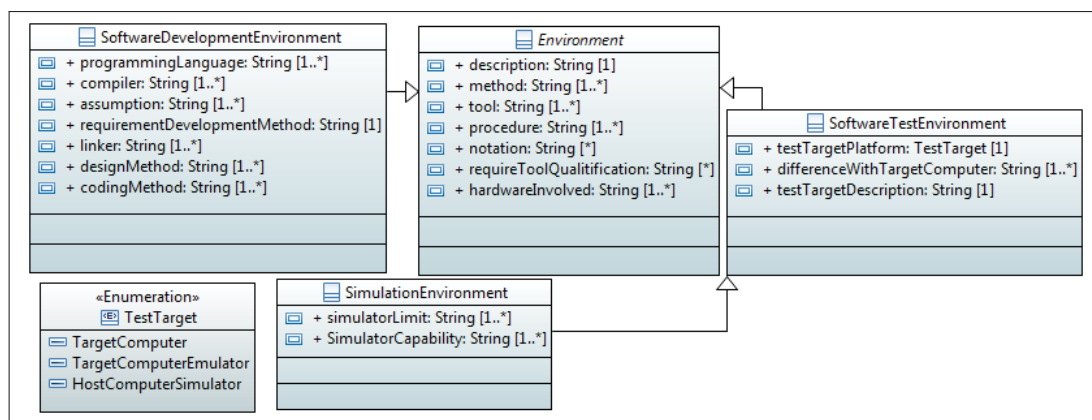 SoftwareDevelopmentEnvironment
+ programmingLanguage: String [1..*]
+ compiler: String [1..*]
+ assumption: String [1..*]
+ requirementDevelopmentMethod: String [1]
+ linker: String [1..*]
+ designMethod: String [1..*]
+ codingMethod: String [1..*]
Environment
+ description: String [1]
+ method: String [1..*]
+ tool: String [1..*]
+ procedure: String [1..*]
+ notation: String [*]
+ requireToolQualitification: String [*]
+ hardwareInvolved: String [1..*]
SoftwareTestEnvironment
+ testTargetPlatform: TestTarget [1]
+ differenceWithTargetComputer: String [1..*]
+ testTargetDescription: String [1]
«Enumeration»
<E> TestTarget
TargetComputer
TargetComputerEmulator
HostComputerSimulator
SimulationEnvironment
+ simulatorLimit: String [1..*]
+ SimulatorCapability: String [1..*]